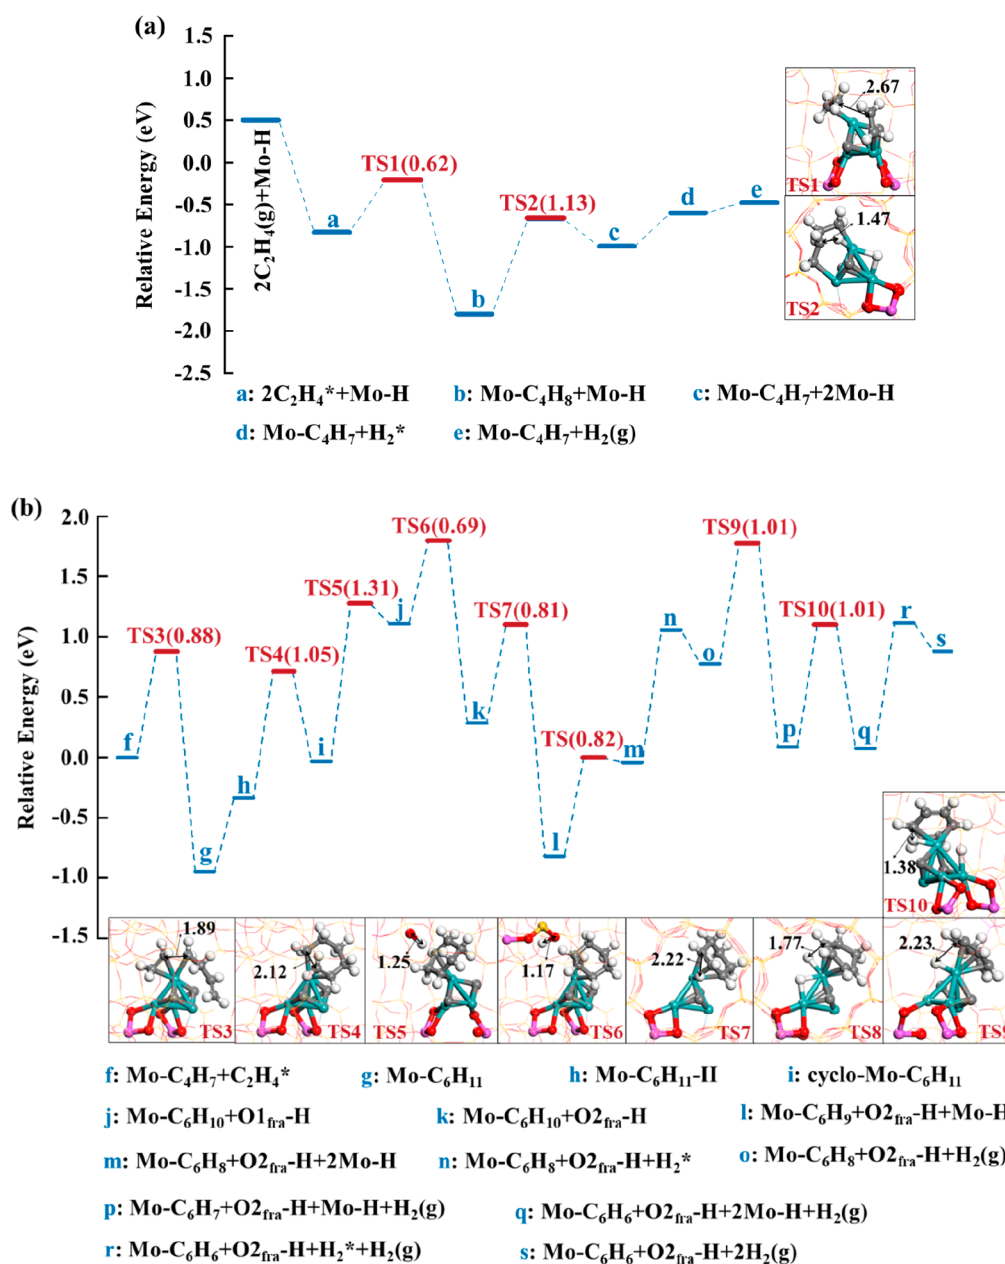 (a)
1.5
1.0
0.5
0.0
-0.5
-1.0
-1.5
-2.0
-2.5
Relative Energy (eV)
2C₂H₄(g)+Mo-H
a
TS1(0.62)
b
TS2(1.13)
c
d
e
2.67
TS1
1.47
TS2
a: 2C₂H₄*+Mo-H
b: Mo-C₄H₈+Mo-H
c: Mo-C₄H₇+2Mo-H
d: Mo-C₄H₇+H₂*
e: Mo-C₄H₇+H₂(g)
(b)
2.0
1.5
1.0
0.5
0.0
-0.5
-1.0
-1.5
Relative Energy (eV)
f
TS3(0.88)
g
h
TS4(1.05)
i
TS5(1.31)
j
TS6(0.69)
k
TS7(0.81)
l
TS(0.82)
m
n
o
TS9(1.01)
p
TS10(1.01)
q
r
s
1.38
TS10
1.89
TS3
2.12
TS4
1.25
TS5
1.17
TS6
2.22
TS7
1.77
TS8
2.23
TS9
f: Mo-C₄H₇+C₂H₄*
g: Mo-C₆H₁₁
h: Mo-C₆H₁₁-II
i: cyclo-Mo-C₆H₁₁
j: Mo-C₆H₁₀+O1fra-H
k: Mo-C₆H₁₀+O2fra-H
l: Mo-C₆H₉+O2fra-H+Mo-H
m: Mo-C₆H₈+O2fra-H+2Mo-H
n: Mo-C₆H₈+O2fra-H+H₂*
o: Mo-C₆H₈+O2fra-H+H₂(g)
p: Mo-C₆H₇+O2fra-H+Mo-H+H₂(g)
q: Mo-C₆H₆+O2fra-H+2Mo-H+H₂(g)
r: Mo-C₆H₆+O2fra-H+H₂*+H₂(g)
s: Mo-C₆H₆+O2fra-H+2H₂(g)